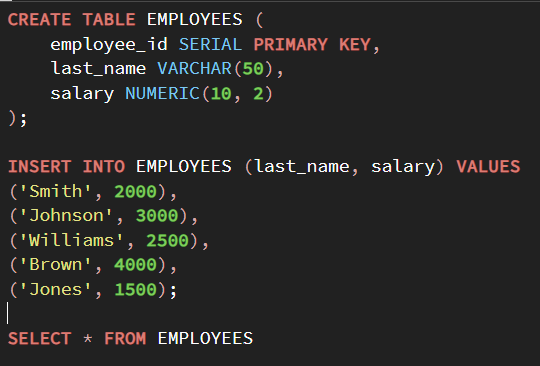 CREATE TABLE EMPLOYEES (
    employee_id SERIAL PRIMARY KEY,
    last_name VARCHAR(50),
    salary NUMERIC(10, 2)
);

INSERT INTO EMPLOYEES (last_name, salary) VALUES
('Smith', 2000),
('Johnson', 3000),
('Williams', 2500),
('Brown', 4000),
('Jones', 1500);

SELECT * FROM EMPLOYEES